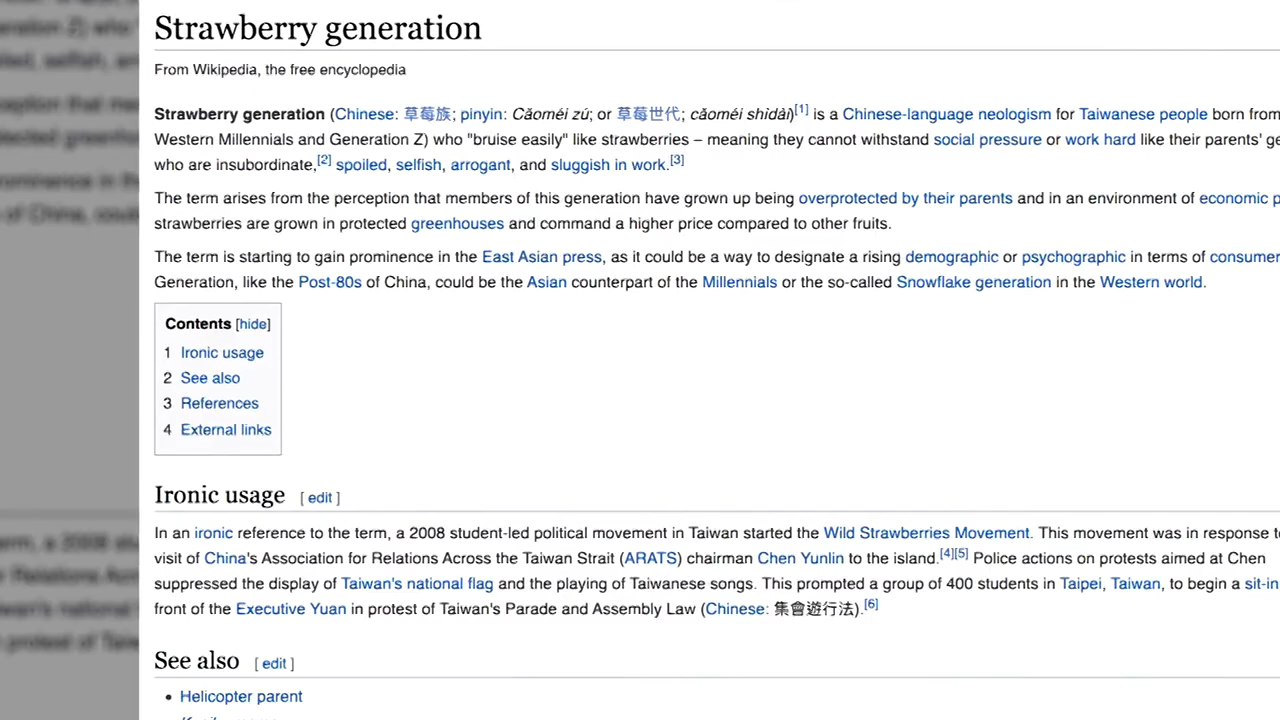 Strawberry generation
From Wikipedia, the free encyclopedia
Strawberry generation (Chinese: 草莓族; pinyin: Cǎoméi zú; or 草莓世代; cǎoméi shìdài)[1] is a Chinese-language neologism for Taiwanese people born from
Western Millennials and Generation Z) who "bruise easily" like strawberries – meaning they cannot withstand social pressure or work hard like their parents'
who are insubordinate,[2] spoiled, selfish, arrogant, and sluggish in work.[3]
The term arises from the perception that members of this generation have grown up being overprotected by their parents and in an environment of economic
strawberries are grown in protected greenhouses and command a higher price compared to other fruits.
The term is starting to gain prominence in the East Asian press, as it could be a way to designate a rising demographic or psychographic in terms of consumer
Generation, like the Post-80s of China, could be the Asian counterpart of the Millennials or the so-called Snowflake generation in the Western world.
Contents [hide]
1 Ironic usage
2 See also
3 References
4 External links
Ironic usage [ edit ]
In an ironic reference to the term, a 2008 student-led political movement in Taiwan started the Wild Strawberries Movement. This movement was in response
visit of China's Association for Relations Across the Taiwan Strait (ARATS) chairman Chen Yunlin to the island.[4][5] Police actions on protests aimed at Chen
suppressed the display of Taiwan's national flag and the playing of Taiwanese songs. This prompted a group of 400 students in Taipei, Taiwan, to begin a sit-in
front of the Executive Yuan in protest of Taiwan's Parade and Assembly Law (Chinese: 集會遊行法).[6]
See also [ edit ]
• Helicopter parent